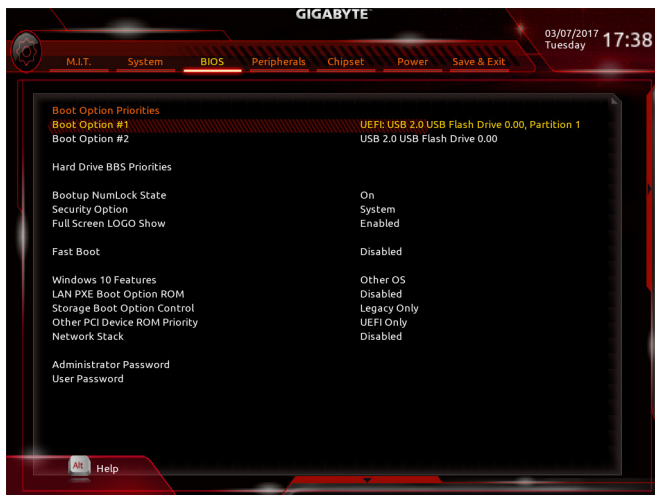 GIGABYTE™
03/07/2017 Tuesday 17:38
M.I.T. System BIOS Peripherals Chipset Power Save & Exit
Boot Option Priorities
Boot Option #1 UEFI: USB 2.0 USB Flash Drive 0.00, Partition 1
Boot Option #2 USB 2.0 USB Flash Drive 0.00
Hard Drive BBS Priorities
Bootup NumLock State On
Security Option System
Full Screen LOGO Show Enabled
Fast Boot Disabled
Windows 10 Features Other OS
LAN PXE Boot Option ROM Disabled
Storage Boot Option Control Legacy Only
Other PCI Device ROM Priority UEFI Only
Network Stack Disabled
Administrator Password
User Password
Alt Help